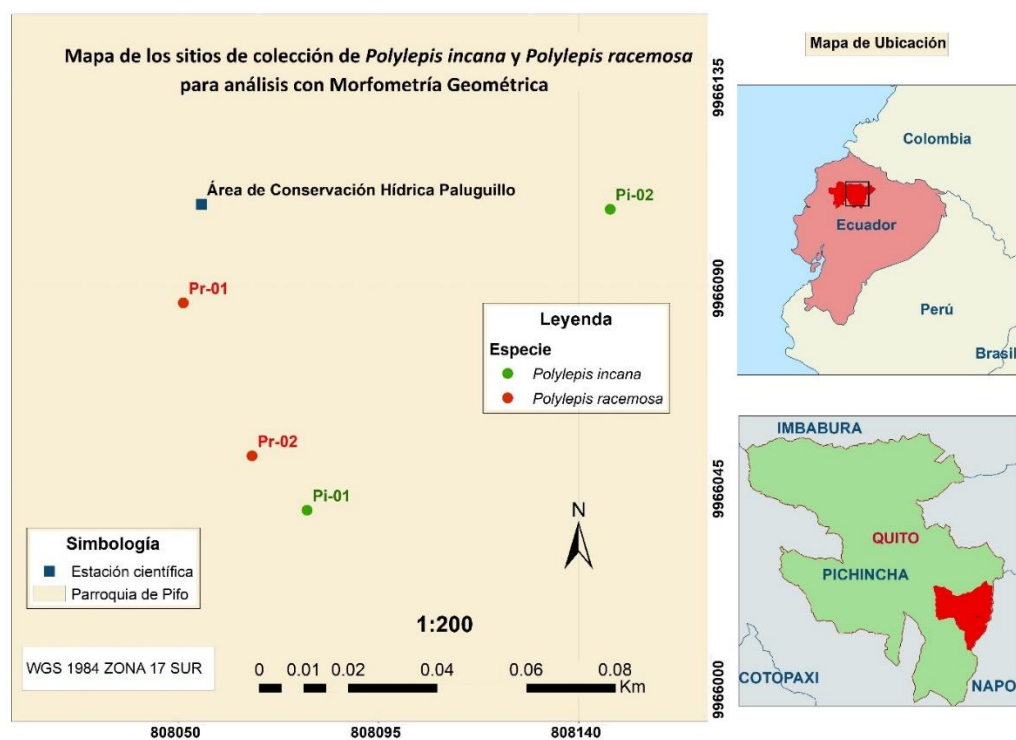 Mapa de los sitios de colección de Polylepis incana y Polylepis racemosa
para análisis con Morfometría Geométrica
Área de Conservación Hídrica Paluguillo
Pi-02
Pr-01
Leyenda
Especie
Polylepis incana
Polylepis racemosa
Pr-02
Pi-01
N
Simbología
Estación científica
Parroquia de Pifo
1:200
WGS 1984 ZONA 17 SUR
0 0.01 0.02 0.04 0.06 0.08
Km
808050 808095 808140
9966135
9966090
9966045
9966000
Mapa de Ubicación
Colombia
Ecuador
Perú
Brasil
IMBABURA
QUITO
PICHINCHA
COTOPAXI
NAPO